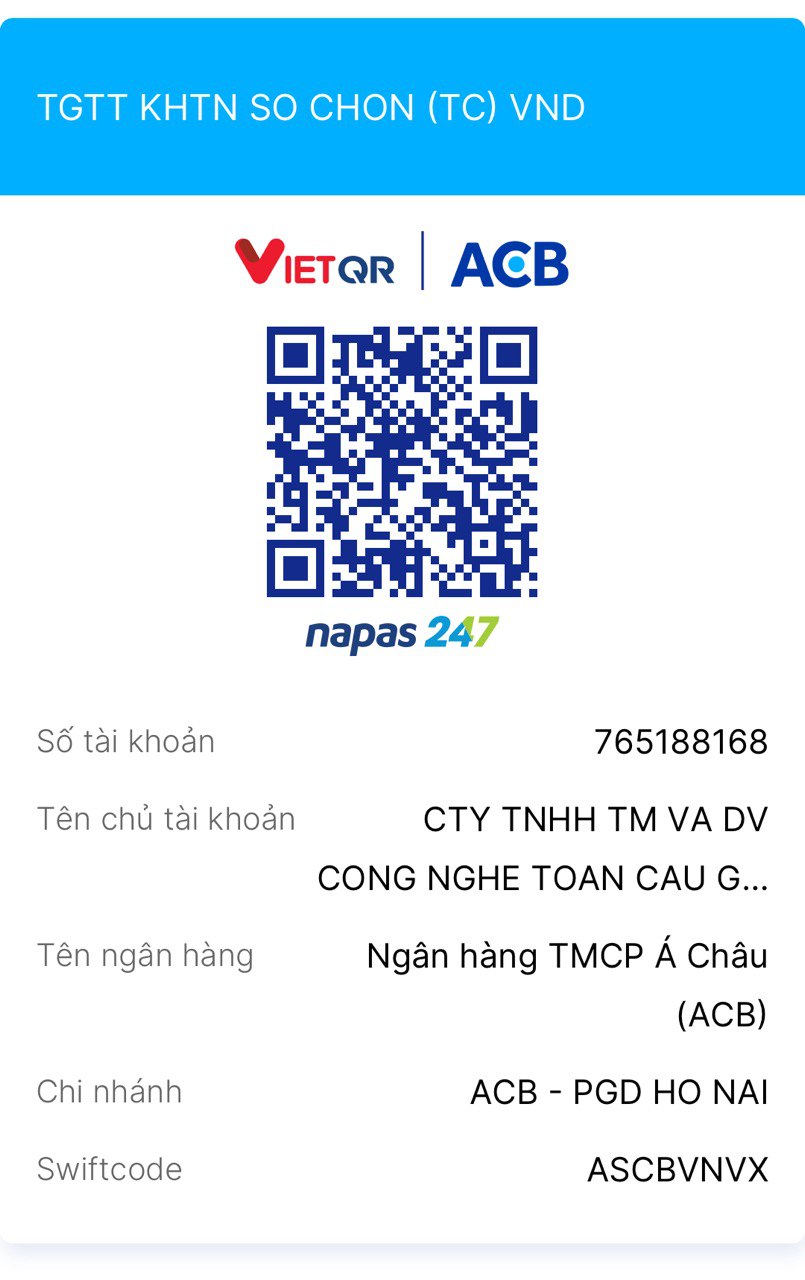 TGTT KHTN SO CHON (TC) VND
VIETQR ACB
napas 247
Số tài khoản 765188168
Tên chủ tài khoản CTY TNHH TM VA DV
CONG NGHE TOAN CAU G...
Tên ngân hàng Ngân hàng TMCP Á Châu
(ACB)
Chi nhánh ACB - PGD HO NAI
Swiftcode ASCBVNVX